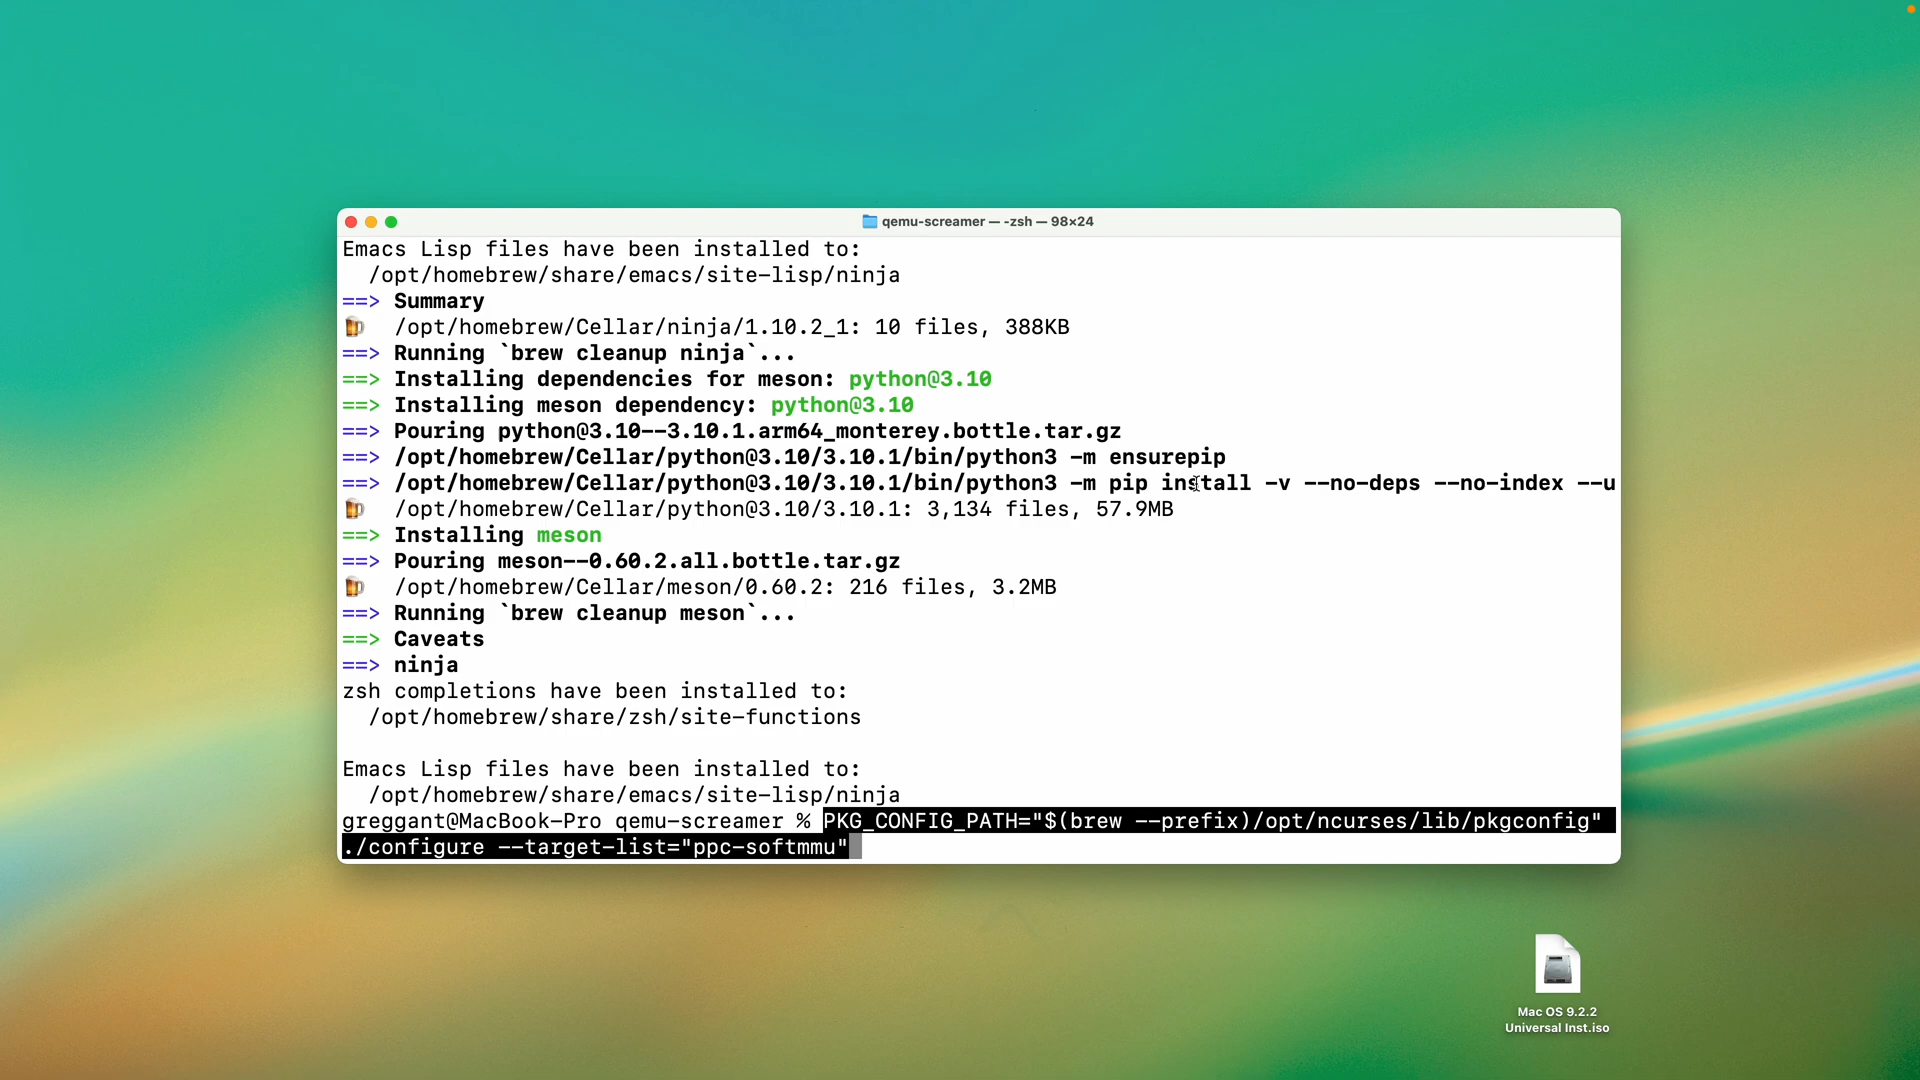 qemu-screamer — -zsh — 98×24
Emacs Lisp files have been installed to:
/opt/homebrew/share/emacs/site-lisp/ninja
==> Summary
/opt/homebrew/Cellar/ninja/1.10.2_1: 10 files, 388KB
==> Running `brew cleanup ninja`...
==> Installing dependencies for meson: python@3.10
==> Installing meson dependency: python@3.10
==> Pouring python@3.10--3.10.1.arm64_monterey.bottle.tar.gz
==> /opt/homebrew/Cellar/python@3.10/3.10.1/bin/python3 -m ensurepip
==> /opt/homebrew/Cellar/python@3.10/3.10.1/bin/python3 -m pip install -v --no-deps --no-index --u
/opt/homebrew/Cellar/python@3.10/3.10.1: 3,134 files, 57.9MB
==> Installing meson
==> Pouring meson--0.60.2.all.bottle.tar.gz
/opt/homebrew/Cellar/meson/0.60.2: 216 files, 3.2MB
==> Running `brew cleanup meson`...
==> Caveats
==> ninja
zsh completions have been installed to:
/opt/homebrew/share/zsh/site-functions
Emacs Lisp files have been installed to:
/opt/homebrew/share/emacs/site-lisp/ninja
greggant@MacBook-Pro qemu-screamer % PKG_CONFIG_PATH="$(brew --prefix)/opt/ncurses/lib/pkgconfig"
./configure --target-list="ppc-softmmu"
Mac OS 9.2.2
Universal Inst.iso